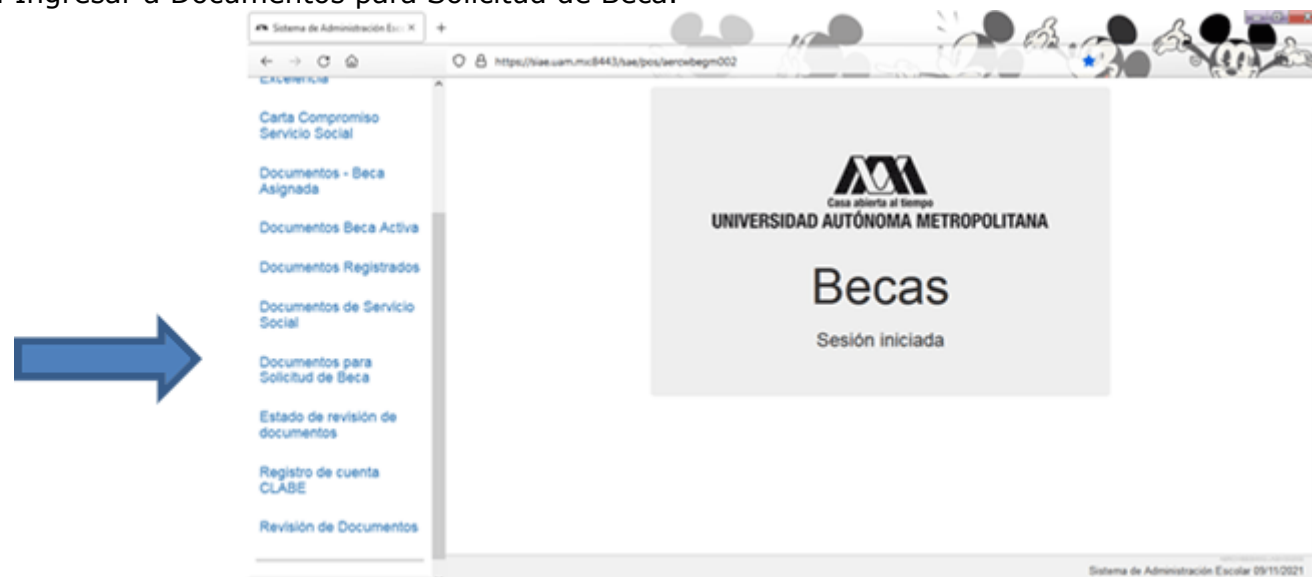 Ingresar a Documentos para Solicitud de Beca.
Sistema de Administración Esc
https://siae.uam.mx:8443/sae/pos/aerowbegm002
Excelencia
Carta Compromiso
Servicio Social
Documentos - Beca
Asignada
Documentos Beca Activa
Documentos Registrados
Documentos de Servicio
Social
Documentos para
Solicitud de Beca
Estado de revisión de
documentos
Registro de cuenta
CLABE
Revisión de Documentos
Casa abierta al tiempo
UNIVERSIDAD AUTÓNOMA METROPOLITANA
Becas
Sesión iniciada
Sistema de Administración Escolar 09/11/2021